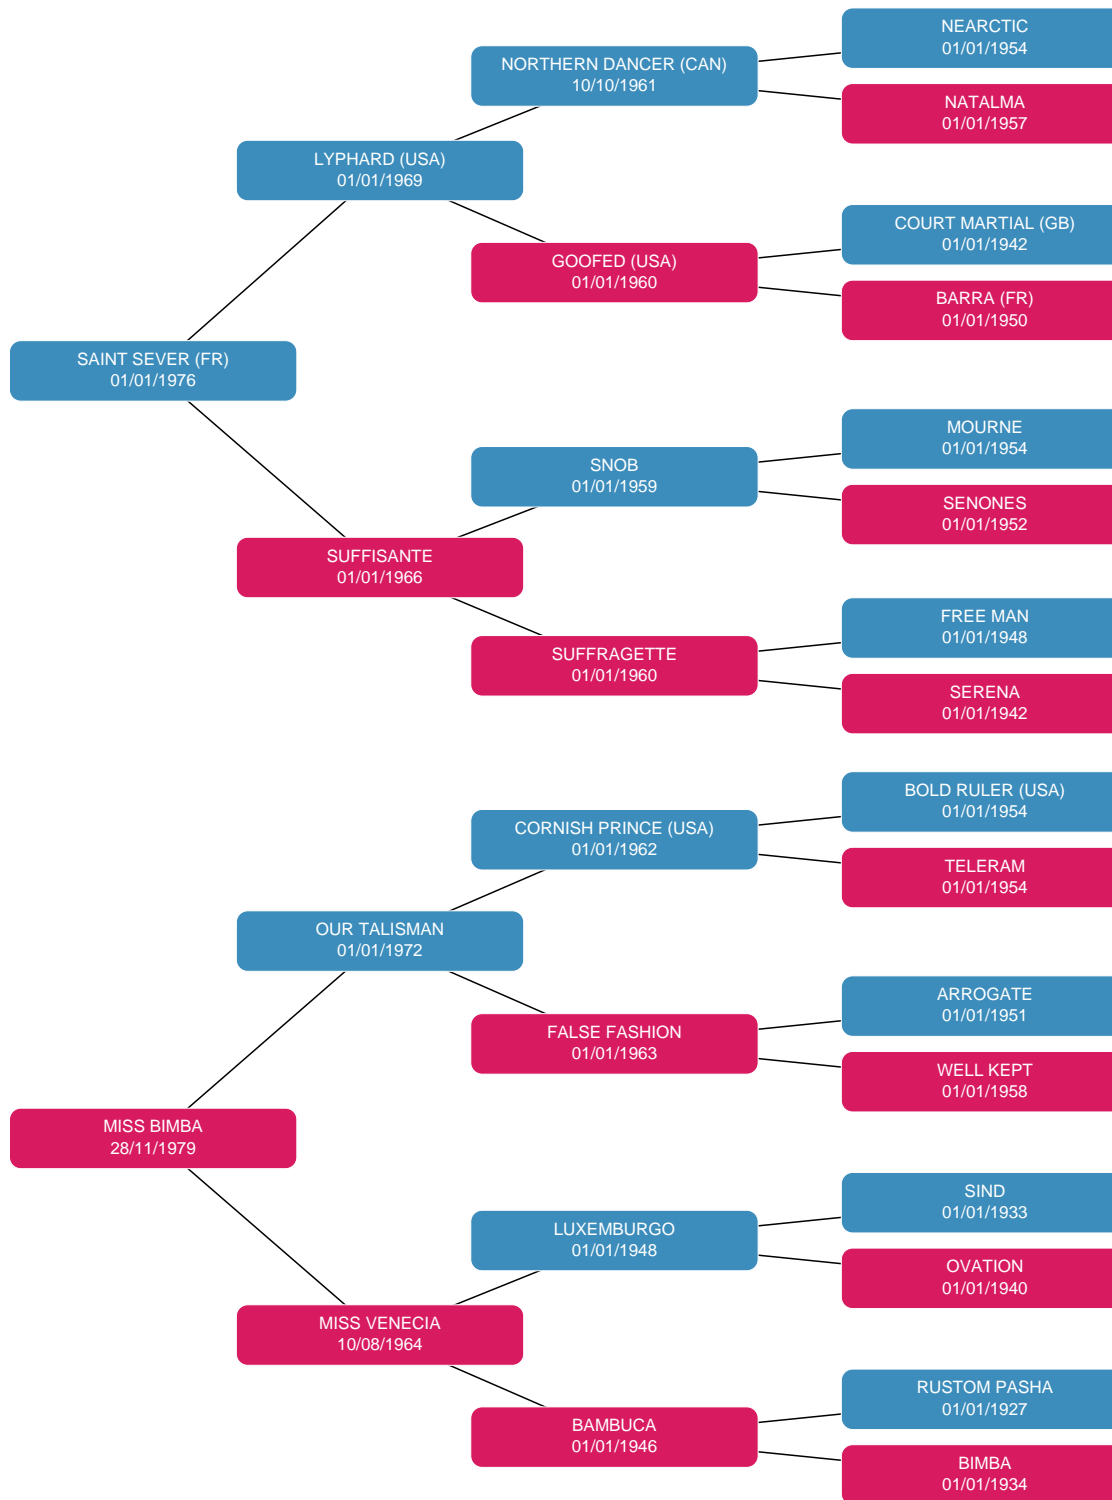 NEARCTIC
01/01/1954
NORTHERN DANCER (CAN)
10/10/1961
NATALMA
01/01/1957
LYPHARD (USA)
01/01/1969
COURT MARTIAL (GB)
01/01/1942
GOOFED (USA)
01/01/1960
BARRA (FR)
01/01/1950
SAINT SEVER (FR)
01/01/1976
MOURNE
01/01/1954
SNOB
01/01/1959
SENONES
01/01/1952
SUFFISANTE
01/01/1966
FREE MAN
01/01/1948
SUFFRAGETTE
01/01/1960
SERENA
01/01/1942
BOLD RULER (USA)
01/01/1954
CORNISH PRINCE (USA)
01/01/1962
TELERAM
01/01/1954
OUR TALISMAN
01/01/1972
ARROGATE
01/01/1951
FALSE FASHION
01/01/1963
WELL KEPT
01/01/1958
MISS BIMBA
28/11/1979
SIND
01/01/1933
LUXEMBURGO
01/01/1948
OVATION
01/01/1940
MISS VENECIA
10/08/1964
RUSTOM PASHA
01/01/1927
BAMBUCA
01/01/1946
BIMBA
01/01/1934